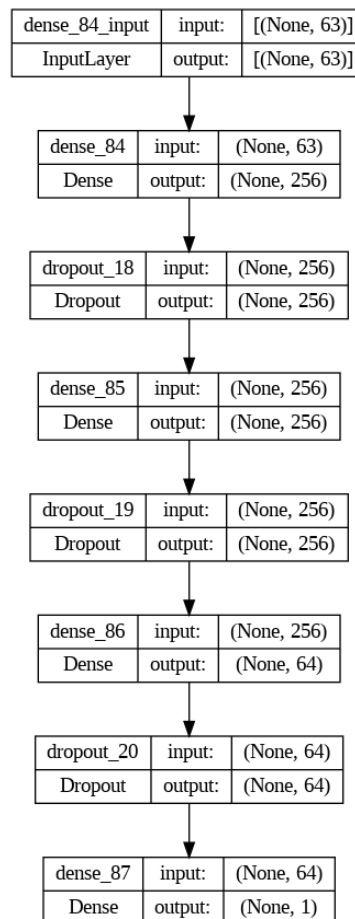 dense_84_input input: [(None, 63)]
InputLayer output: [(None, 63)]
dense_84 input: (None, 63)
Dense output: (None, 256)
dropout_18 input: (None, 256)
Dropout output: (None, 256)
dense_85 input: (None, 256)
Dense output: (None, 256)
dropout_19 input: (None, 256)
Dropout output: (None, 256)
dense_86 input: (None, 256)
Dense output: (None, 64)
dropout_20 input: (None, 64)
Dropout output: (None, 64)
dense_87 input: (None, 64)
Dense output: (None, 1)